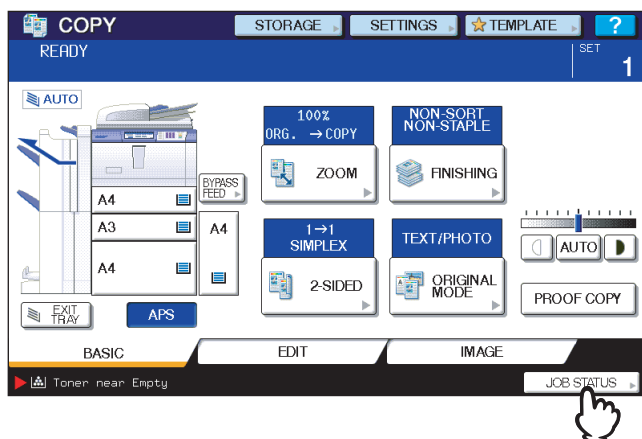 COPY
STORAGE
SETTINGS
TEMPLATE
?
READY
SET
1
AUTO
100%
ORG. →COPY
ZOOM
NON-SORT
NON-STAPLE
FINISHING
BYPASS
FEED
A4
A3
A4
A4
1→1
SIMPLEX
2-SIDED
TEXT/PHOTO
ORIGINAL
MODE
AUTO
PROOF COPY
EXIT
TRAY
APS
BASIC
EDIT
IMAGE
Toner near Empty
JOB STATUS